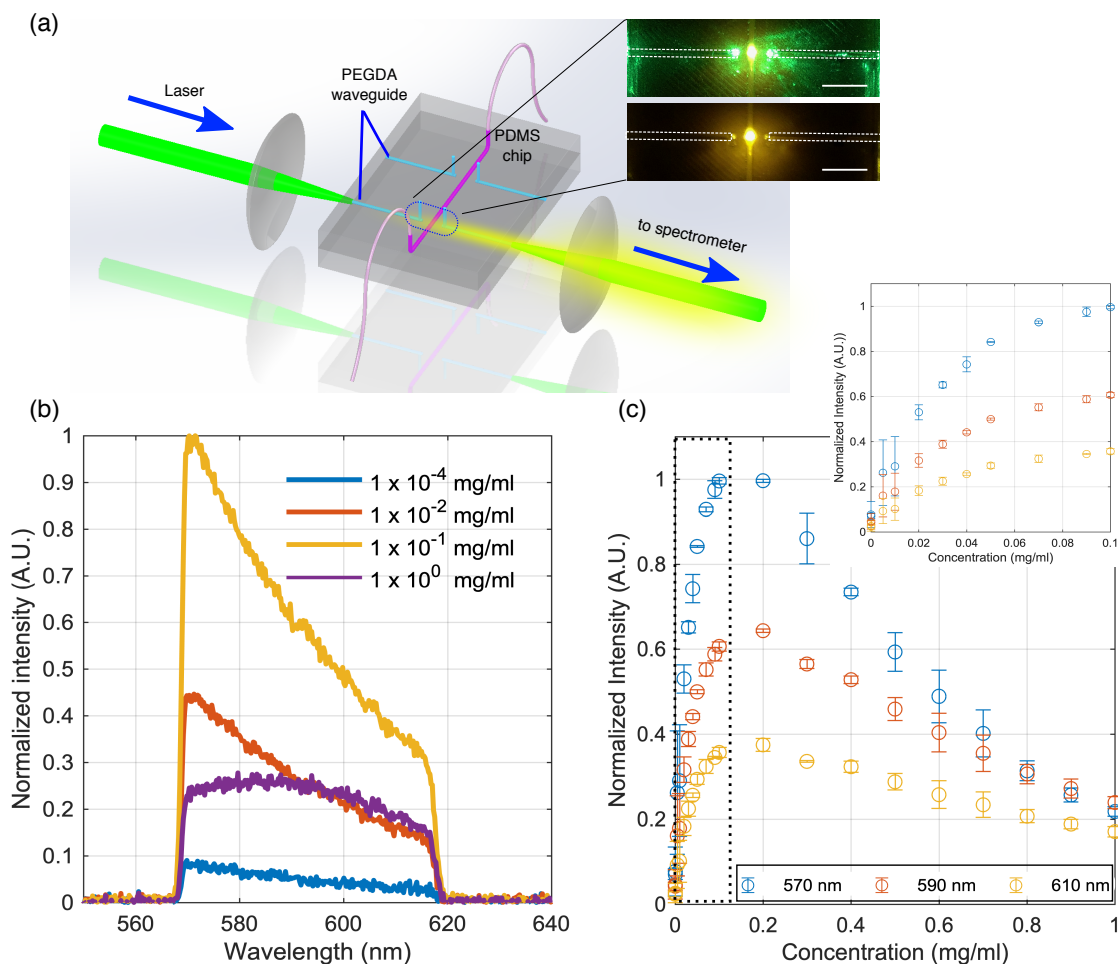 (a)
Laser
PEGDA
waveguide
PDMS
chip
to spectrometer
(b)
Normalized Intensity (A.U.)
1
0.9
0.8
0.7
0.6
0.5
0.4
0.3
0.2
0.1
0
560
580
600
620
640
Wavelength (nm)
1 x 10⁻⁴ mg/ml
1 x 10⁻² mg/ml
1 x 10⁻¹ mg/ml
1 x 10⁰ mg/ml
(c)
Normalized Intensity (A.U.)
1
0.8
0.6
0.4
0.2
0
0
0.2
0.4
0.6
0.8
1
Concentration (mg/ml)
570 nm
590 nm
610 nm
Normalized Intensity (A.U.))
1
0.8
0.6
0.4
0.2
0
0
0.02
0.04
0.06
0.08
0.1
Concentration (mg/ml)